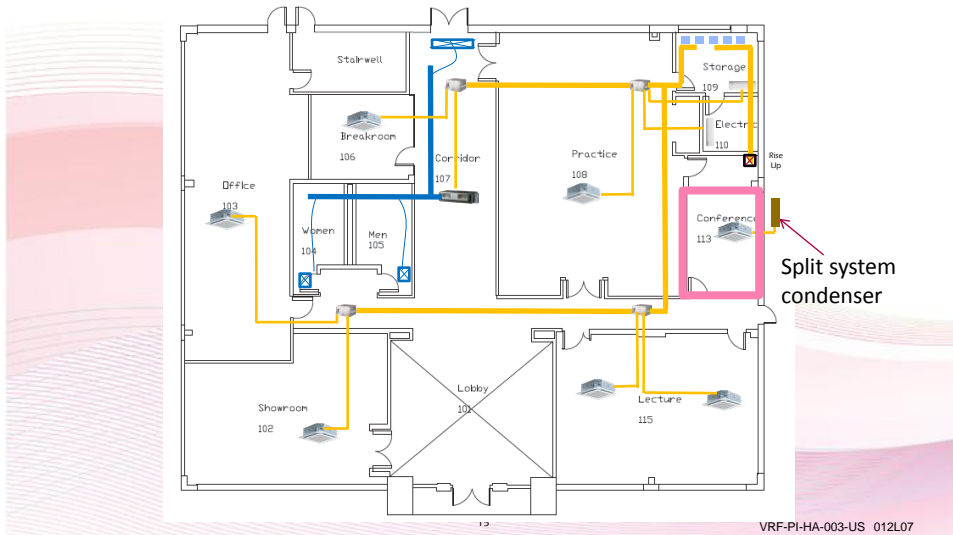 Stairwell
Storage
109
Electric
110
Rise
Up
Breakroom
106
Corridor
107
Practice
108
Office
103
Women
104
Men
105
Conference
113
Split system
condenser
Lobby
101
Showroom
102
Lecture
115
VRF-PI-HA-003-US 012L07